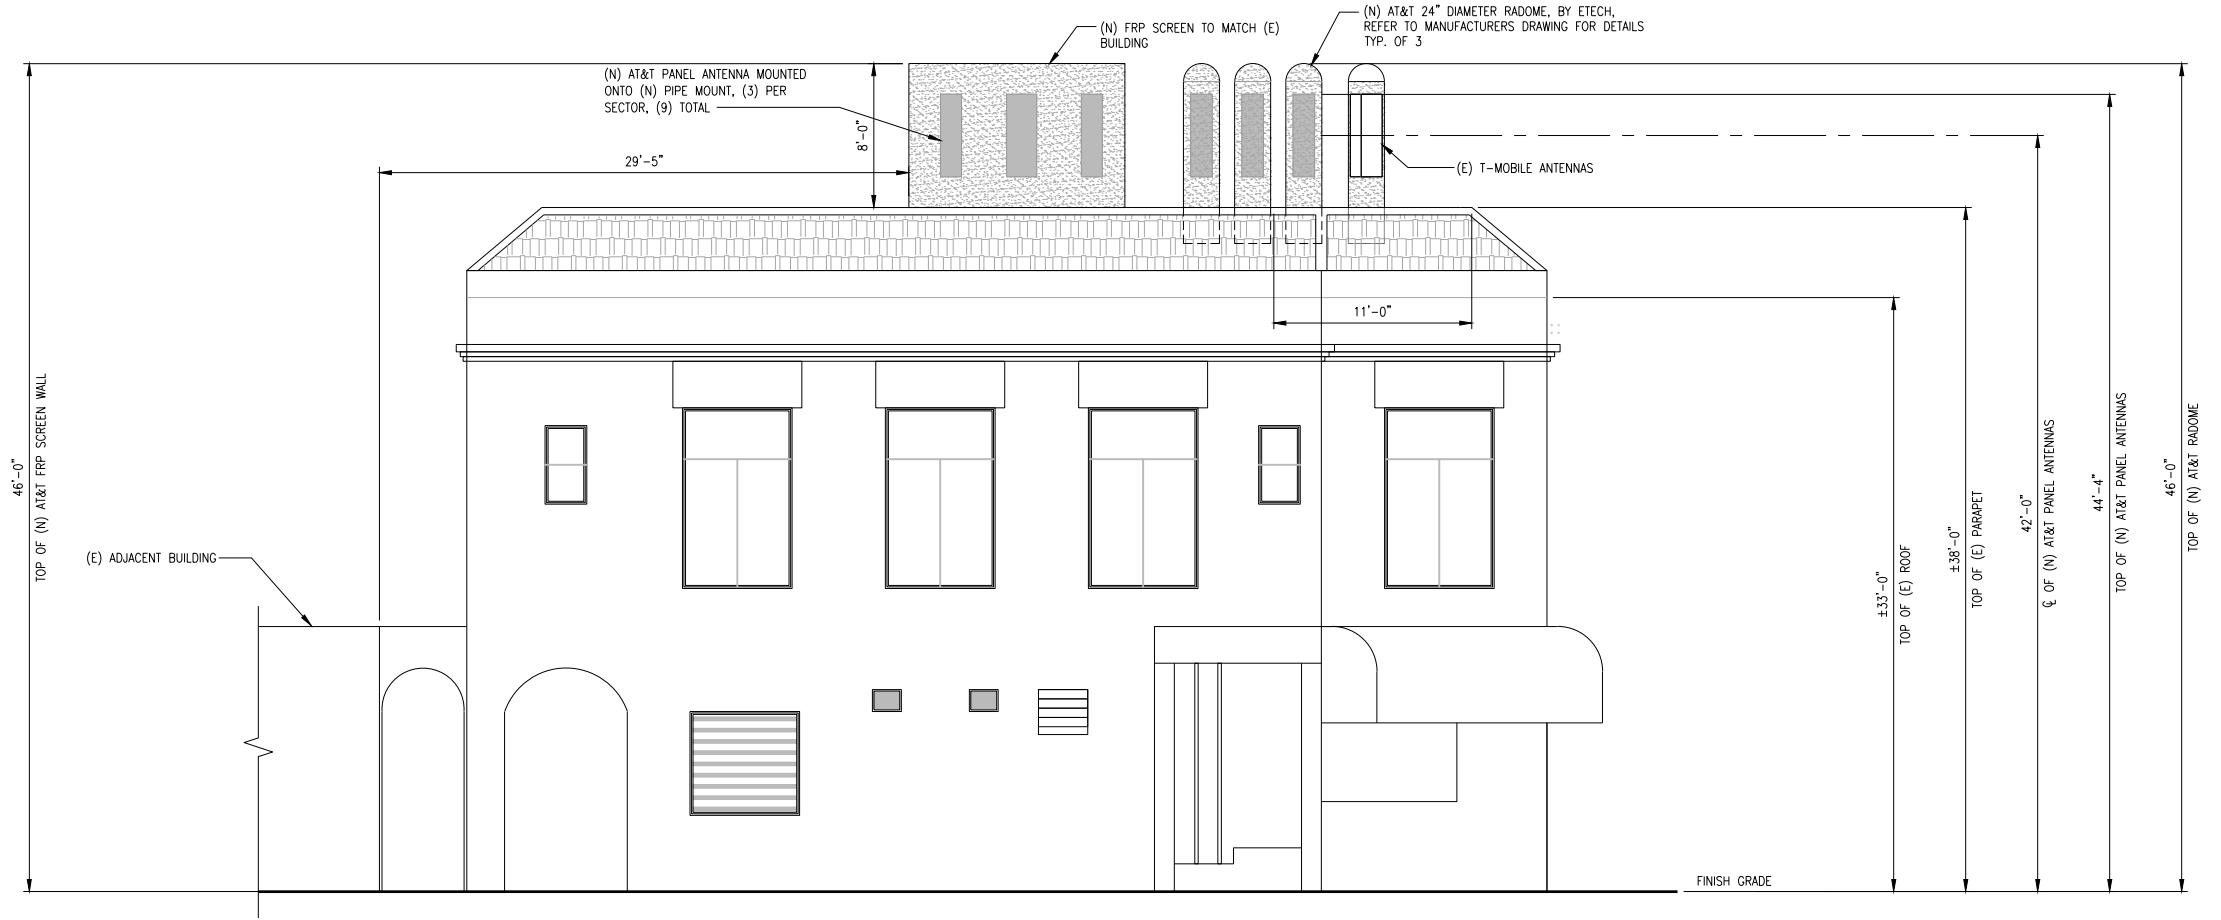 (N) FRP SCREEN TO MATCH (E)
BUILDING
(N) AT&T 24" DIAMETER RADOME, BY ETECH,
REFER TO MANUFACTURERS DRAWING FOR DETAILS
TYP. OF 3
(N) AT&T PANEL ANTENNA MOUNTED
ONTO (N) PIPE MOUNT, (3) PER
SECTOR, (9) TOTAL
8'-0"
29'-5"
(E) T-MOBILE ANTENNAS
11'-0"
46'-0"
TOP OF (N) AT&T FRP SCREEN WALL
(E) ADJACENT BUILDING
±33'-0"
TOP OF (E) ROOF
±38'-0"
TOP OF (E) PARAPET
42'-0"
℄ OF (N) AT&T PANEL ANTENNAS
44'-4"
TOP OF (N) AT&T PANEL ANTENNAS
46'-0"
TOP OF (N) AT&T RADOME
FINISH GRADE